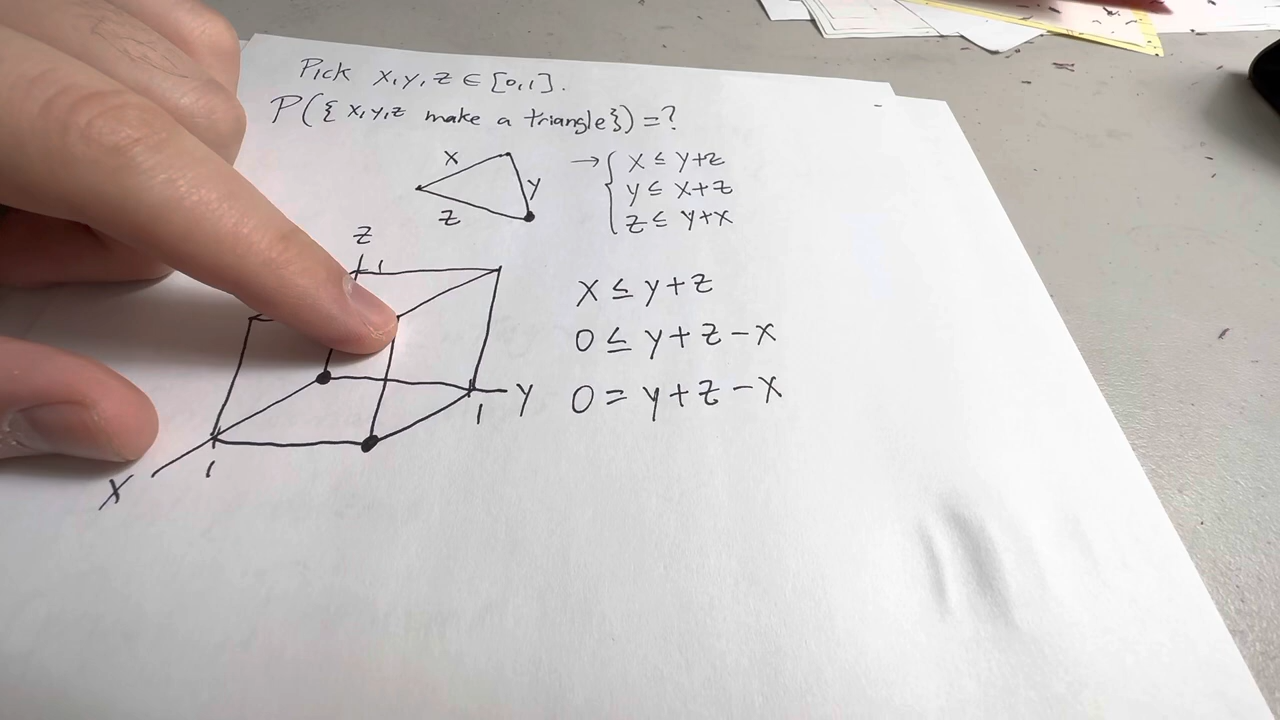 Pick x,y,z ∈ [0,1].
P({x,y,z make a triangle}) = ?
x
y
z
→ { x ≤ y+z
y ≤ x+z
z ≤ y+x
z
1
y
1
x
1
x ≤ y+z
0 ≤ y+z-x
0 = y+z-x